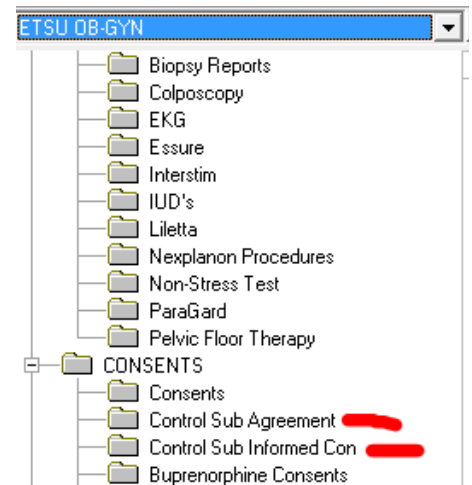 ETSU OB-GYN
Biopsy Reports
Colposcopy
EKG
Essure
Interstim
IUD's
Liletta
Nexplanon Procedures
Non-Stress Test
ParaGard
Pelvic Floor Therapy
CONSENTS
Consents
Control Sub Agreement
Control Sub Informed Con
Buprenorphine Consents